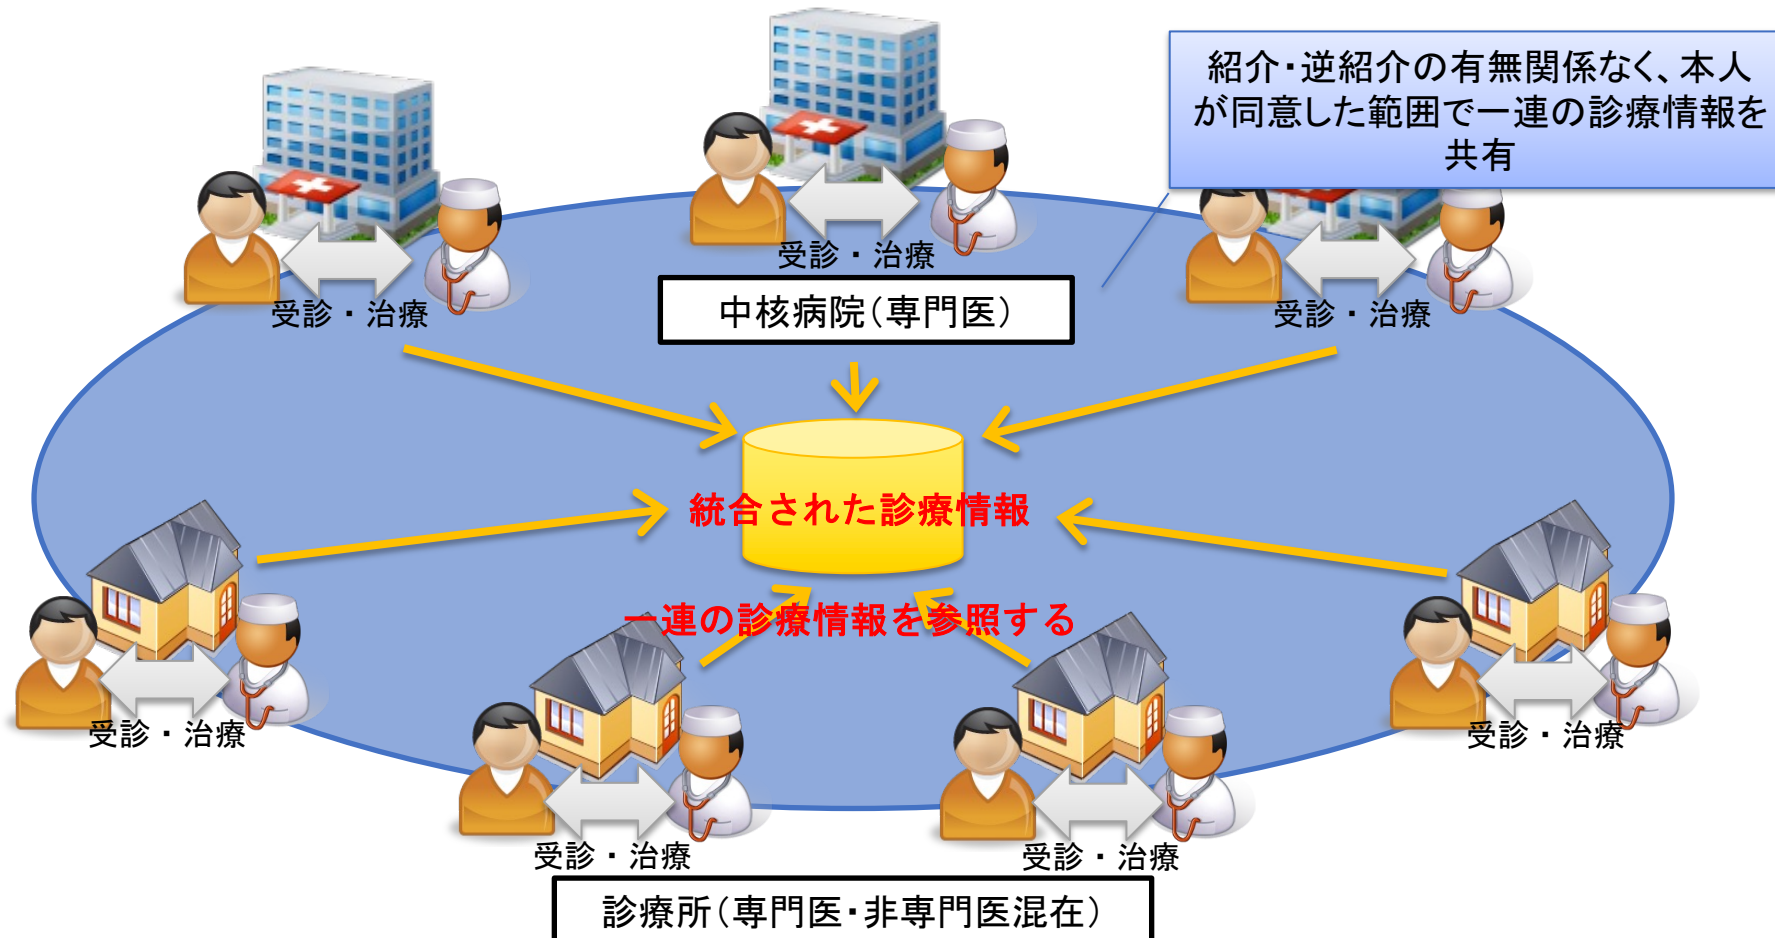 紹介・逆紹介の有無関係なく、本人
が同意した範囲で一連の診療情報を
共有
受診・治療
受診・治療
受診・治療
中核病院（専門医）
統合された診療情報
一連の診療情報を参照する
受診・治療
受診・治療
受診・治療
受診・治療
診療所（専門医・非専門医混在）